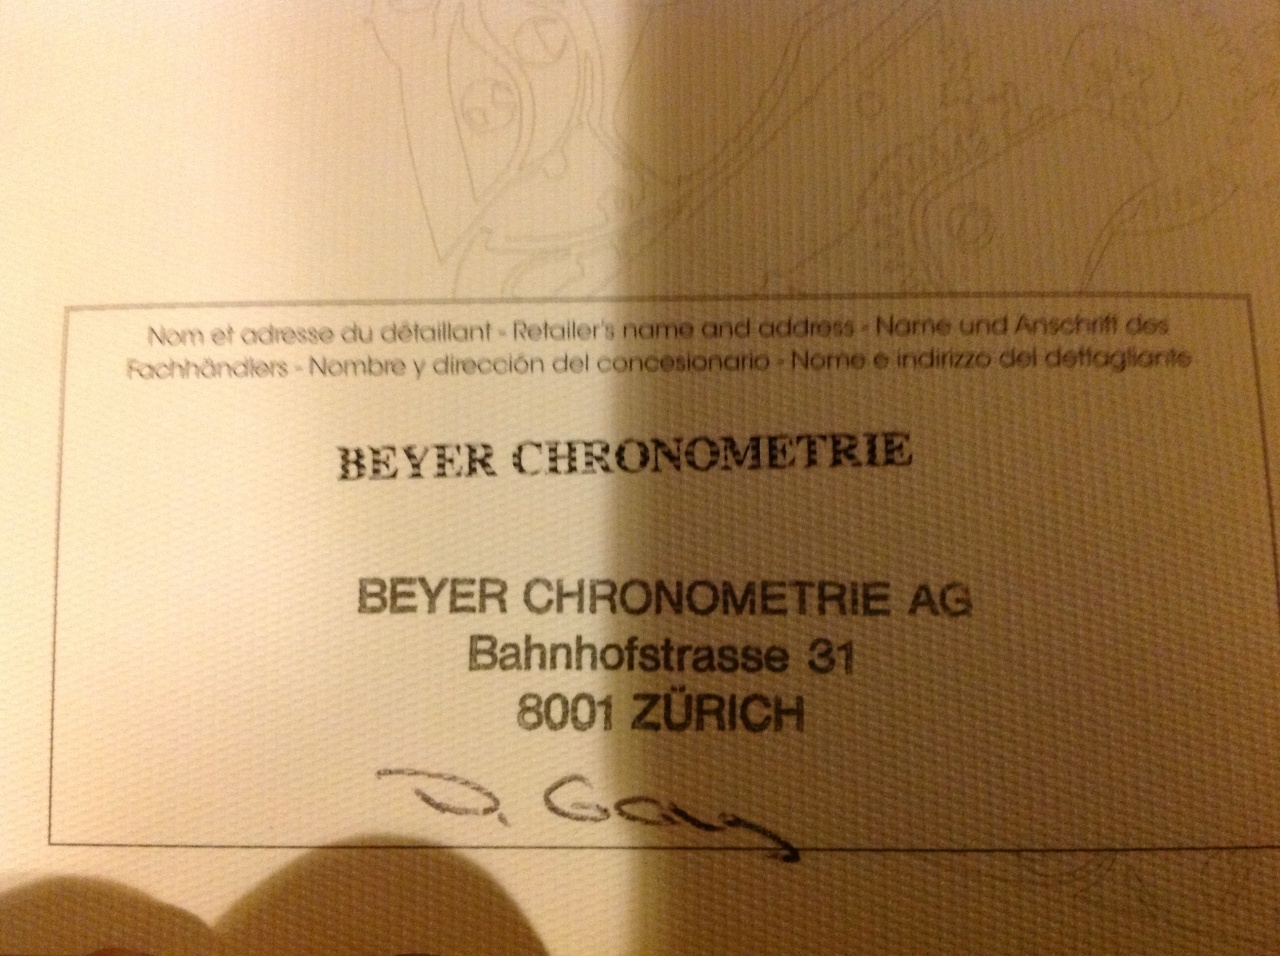 Nom et adresse du détaillant - Retailer's name and address - Name und Anschrift des
Fachhändlers - Nombre y dirección del concesionario - Nome e indirizzo del dettagliante
BEYER CHRONOMETRIE
BEYER CHRONOMETRIE AG
Bahnhofstrasse 31
8001 ZÜRICH